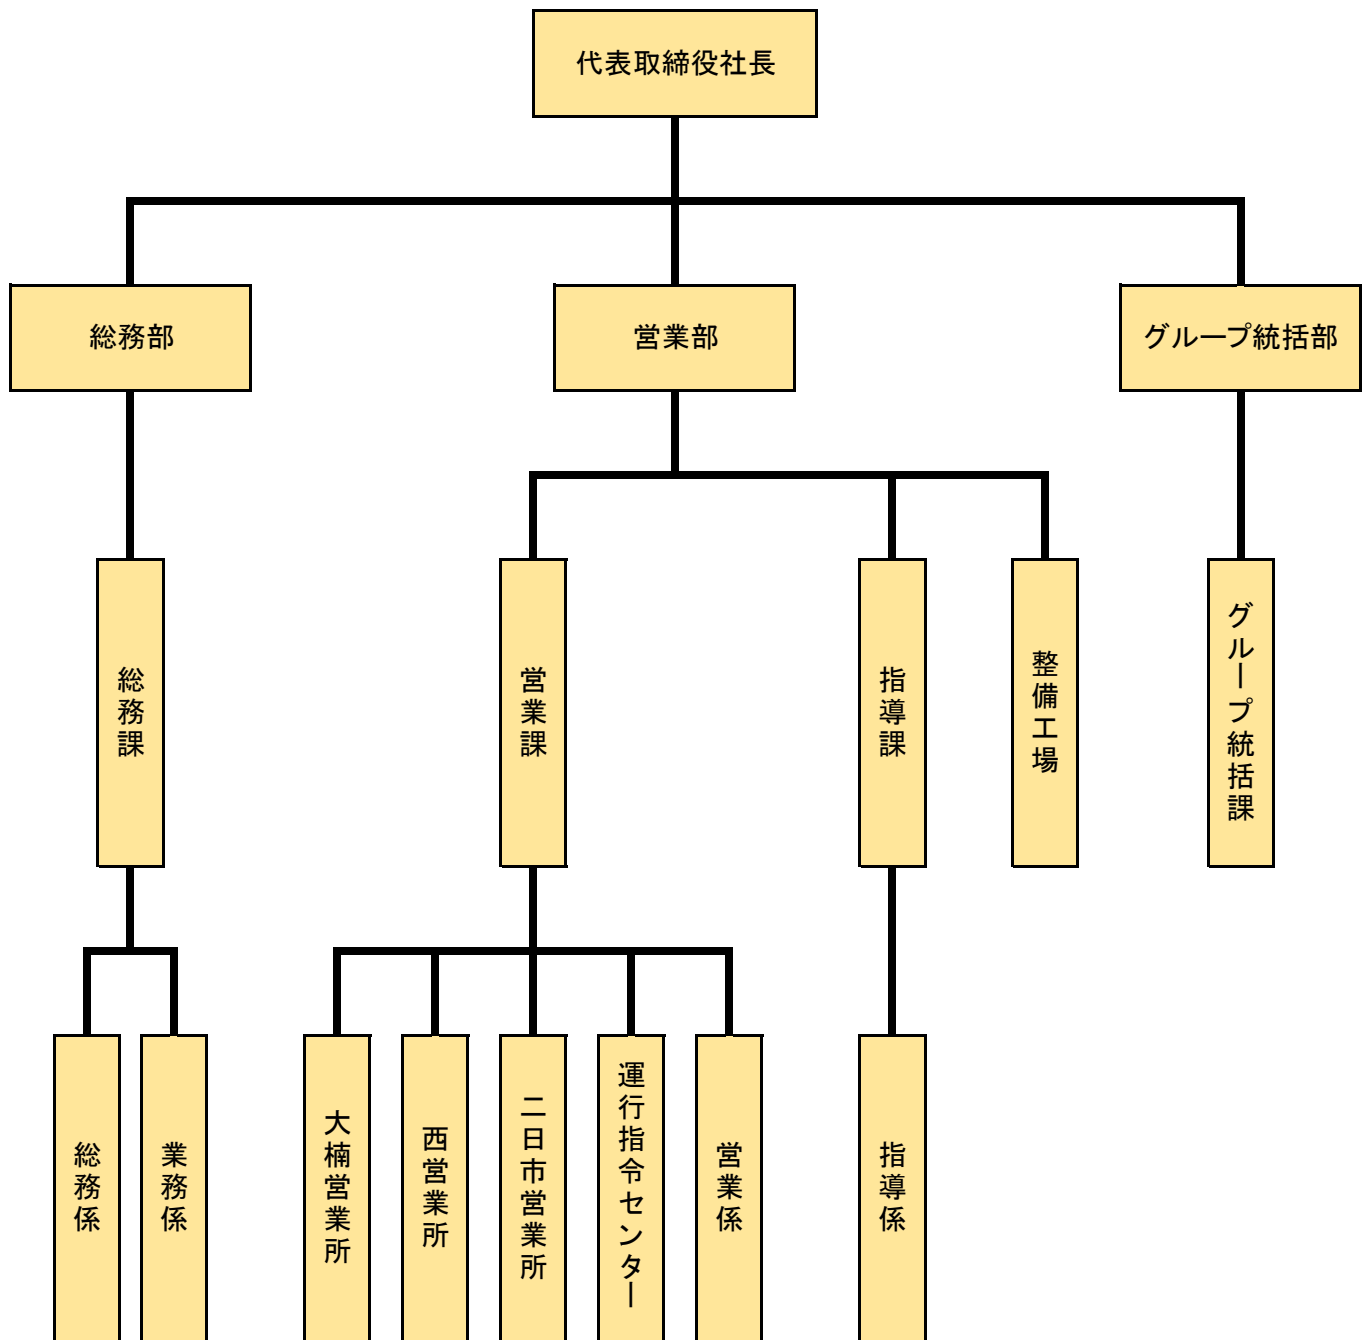 代表取締役社長
総務部
営業部
グループ統括部
総務課
営業課
指導課
整備工場
グループ統括課
総務係
業務係
大楠営業所
西営業所
二日市営業所
運行指令センター
営業係
指導係